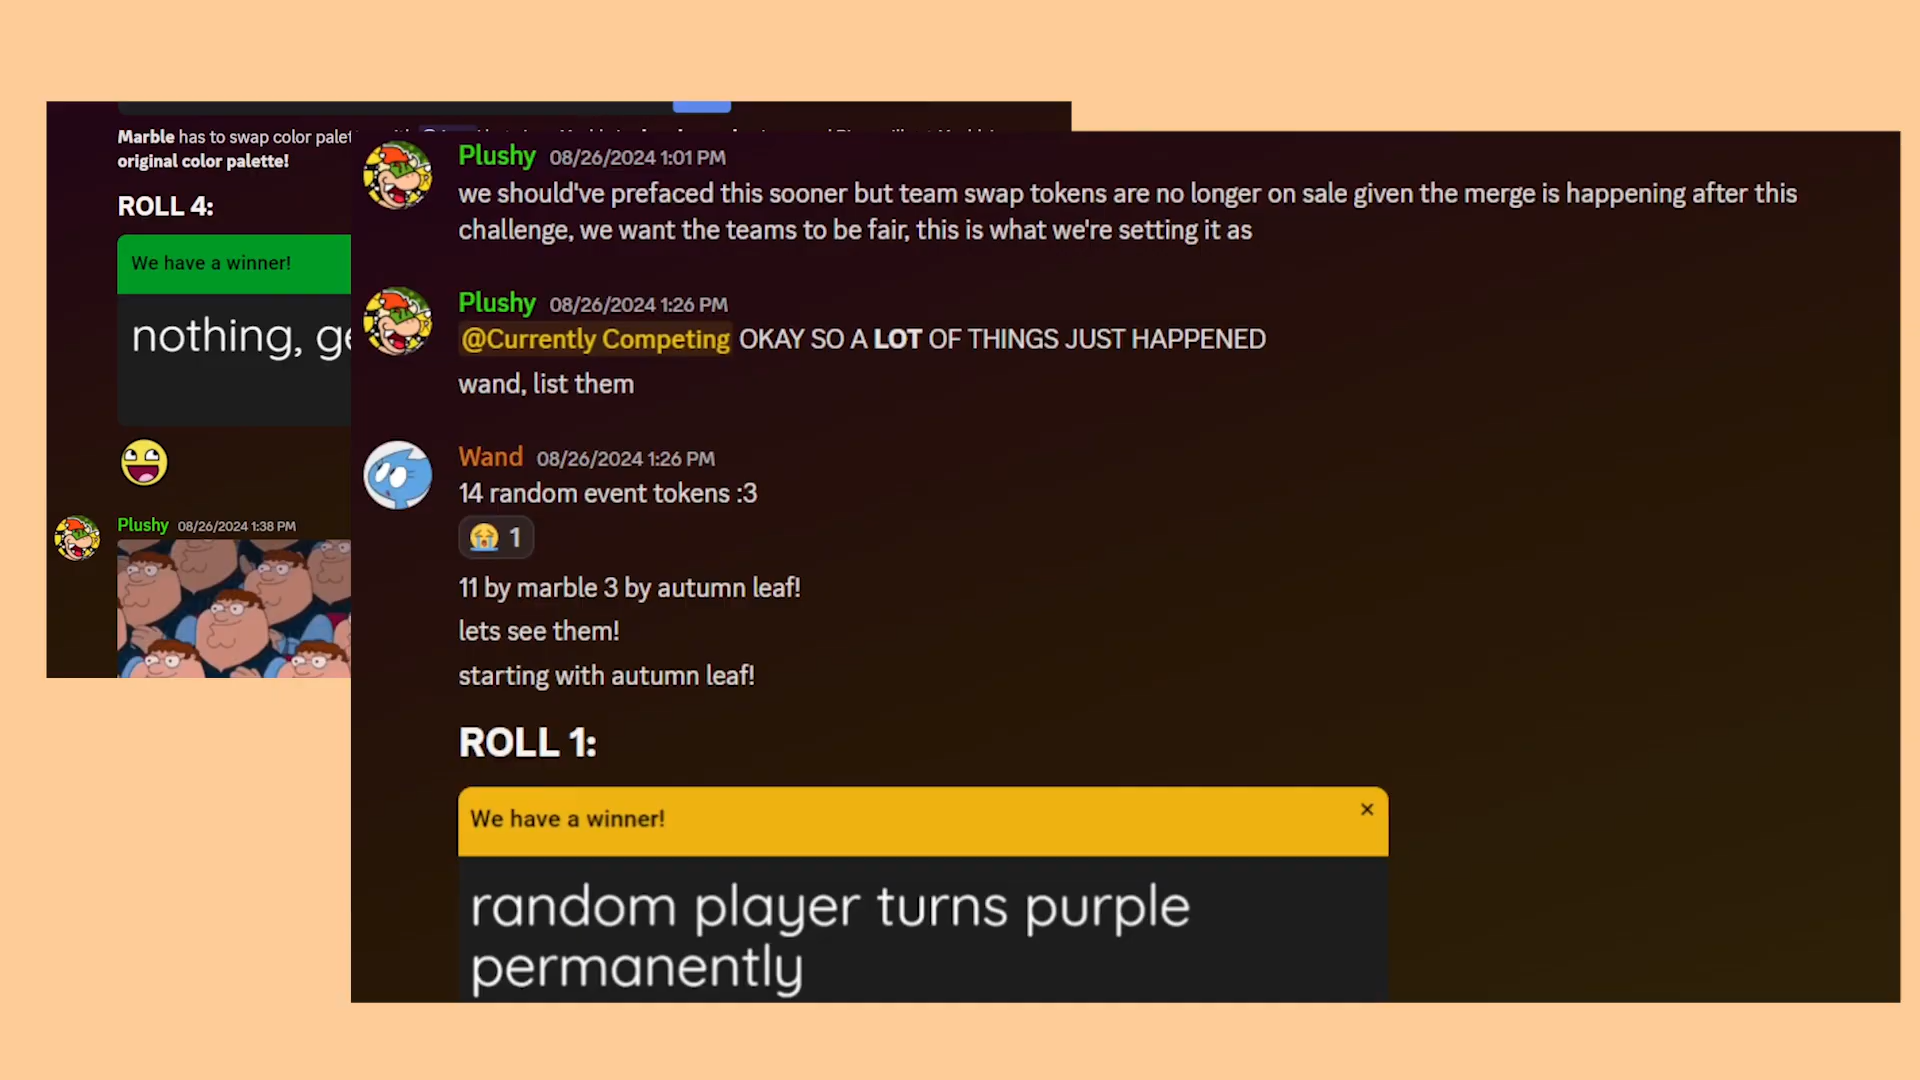 Marble has to swap color palet
original color palette!
ROLL 4:
We have a winner!
nothing, ge
Plushy 08/26/2024 1:38 PM
Plushy 08/26/2024 1:01 PM
we should've prefaced this sooner but team swap tokens are no longer on sale given the merge is happening after this
challenge, we want the teams to be fair, this is what we're setting it as
Plushy 08/26/2024 1:26 PM
@Currently Competing OKAY SO A LOT OF THINGS JUST HAPPENED
wand, list them
Wand 08/26/2024 1:26 PM
14 random event tokens :3
1
11 by marble 3 by autumn leaf!
lets see them!
starting with autumn leaf!
ROLL 1:
We have a winner! ×
random player turns purple
permanently